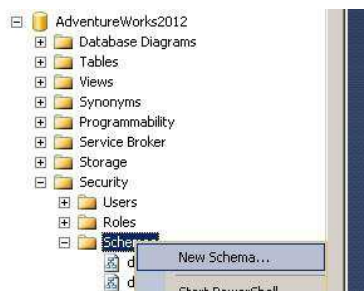 AdventureWorks2012
Database Diagrams
Tables
Views
Synonyms
Programmability
Service Broker
Storage
Security
Users
Roles
New Schema...
d
d